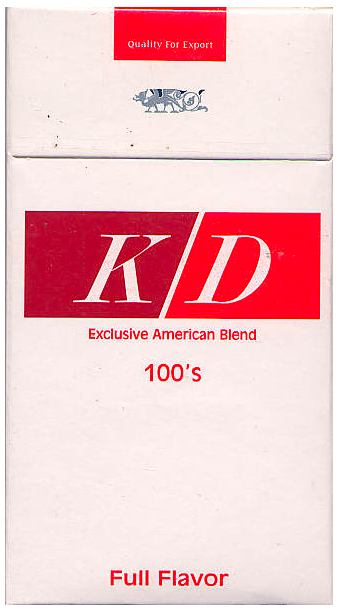 Quality For Export
K/D
Exclusive American Blend
100's
Full Flavor